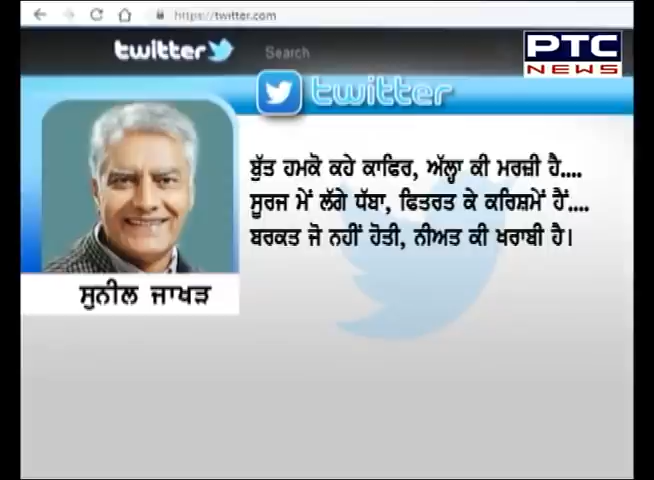 https://twitter.com
twitter
Search
PTC
NEWS
twitter
ਬੁੱਤ ਹਮਕੋ ਕਹੇ ਕਾਫਿਰ, ਅੱਲ੍ਹਾ ਕੀ ਮਰਜ਼ੀ ਹੈ....
ਸੂਰਜ ਮੇਂ ਲੱਗੇ ਧੱਬਾ, ਫਿਤਰਤ ਕੇ ਕਰਿਸ਼ਮੇਂ ਹੈਂ....
ਬਰਕਤ ਜੋ ਨਹੀਂ ਹੋਤੀ, ਨੀਅਤ ਕੀ ਖਰਾਬੀ ਹੈ।
ਸੁਨੀਲ ਜਾਖੜ